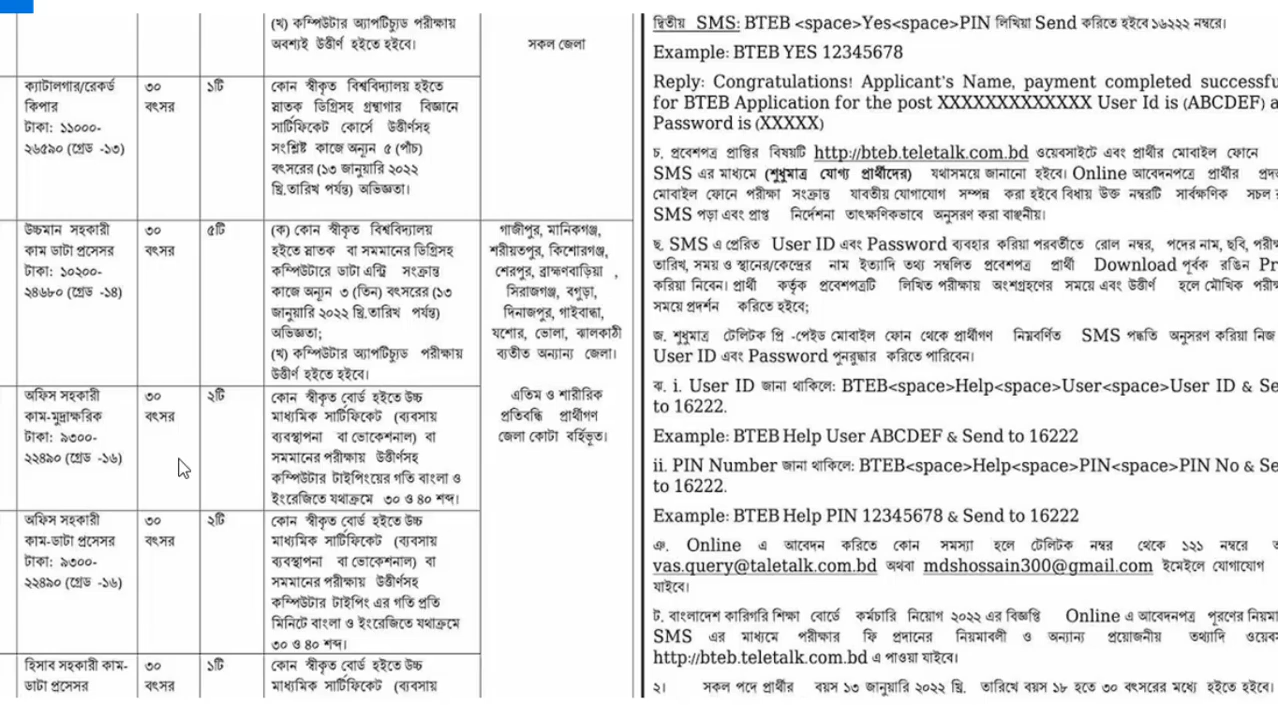 (খ) কম্পিউটার অ্যাপটিচ্যুড পরীক্ষায়
অবশ্যই উত্তীর্ণ হইতে হইবে।
সকল জেলা
ক্যাটালগার/রেকর্ড
কিপার
টাকা: ১১০০০-
২৬৫৯০ (গ্রেড -১৩)
৩০
বৎসর
১টি
কোন স্বীকৃত বিশ্ববিদ্যালয় হইতে
স্নাতক ডিগ্রিসহ গ্রন্থাগার বিজ্ঞানে
সার্টিফিকেট কোর্সে উত্তীর্ণসহ
সংশ্লিষ্ট কাজে অন্যূন ৫ (পাঁচ)
বৎসরের (১৩ জানুয়ারি ২০২২
খ্রি.তারিখ পর্যন্ত) অভিজ্ঞতা।
উচ্চমান সহকারী
কাম ডাটা প্রসেসর
টাকা: ১০২০০-
২৪৬৮০ (গ্রেড -১৪)
৩০
বৎসর
৫টি
(ক) কোন স্বীকৃত বিশ্ববিদ্যালয়
হইতে স্নাতক বা সমমানের ডিগ্রিসহ
কম্পিউটারে ডাটা এন্ট্রি সংক্রান্ত
কাজে অন্যূন ৩ (তিন) বৎসরের (১৩
জানুয়ারি ২০২২ খ্রি.তারিখ পর্যন্ত)
অভিজ্ঞতা;
(খ) কম্পিউটার অ্যাপটিচ্যুড পরীক্ষায়
উত্তীর্ণ হইতে হইবে।
গাজীপুর, মানিকগঞ্জ,
শরীয়তপুর, কিশোরগঞ্জ,
শেরপুর, ব্রাহ্মণবাড়িয়া ,
সিরাজগঞ্জ, বগুড়া,
দিনাজপুর, গাইবান্ধা,
যশোর, ভোলা, ঝালকাঠী
ব্যতীত অন্যান্য জেলা।
এতিম ও শারীরিক
প্রতিবন্ধি প্রার্থীগণ
জেলা কোটা বর্হিভূত।
অফিস সহকারী
কাম-মুদ্রাক্ষরিক
টাকা: ৯৩০০-
২২৪৯০ (গ্রেড -১৬)
৩০
বৎসর
২টি
কোন স্বীকৃত বোর্ড হইতে উচ্চ
মাধ্যমিক সার্টিফিকেট (ব্যবসায়
ব্যবস্থাপনা বা ভোকেশনাল) বা
সমমানের পরীক্ষায় উত্তীর্ণসহ
কম্পিউটার টাইপিংয়ের গতি বাংলা ও
ইংরেজিতে যথাক্রমে ৩০ ও ৪০ শব্দ।
অফিস সহকারী
কাম-ডাটা প্রসেসর
টাকা: ৯৩০০-
২২৪৯০ (গ্রেড -১৬)
৩০
বৎসর
২টি
কোন স্বীকৃত বোর্ড হইতে উচ্চ
মাধ্যমিক সার্টিফিকেট (ব্যবসায়
ব্যবস্থাপনা বা ভোকেশনাল) বা
সমমানের পরীক্ষায় উত্তীর্ণসহ
কম্পিউটার টাইপিং এর গতি প্রতি
মিনিটে বাংলা ও ইংরেজিতে যথাক্রমে
৩০ ও ৪০ শব্দ।
হিসাব সহকারী কাম-
ডাটা প্রসেসর
৩০
বৎসর
১টি
কোন স্বীকৃত বোর্ড হইতে উচ্চ
মাধ্যমিক সার্টিফিকেট (ব্যবসায়
দ্বিতীয় SMS: BTEB <space>Yes<space>PIN লিখিয়া Send করিতে হইবে ১৬২২২ নম্বরে।
Example: BTEB YES 12345678
Reply: Congratulations! Applicant's Name, payment completed successfu
for BTEB Application for the post XXXXXXXXXXXXX User Id is (ABCDEF) a
Password is (XXXXX)
চ. প্রবেশপত্র প্রাপ্তির বিষয়টি http://bteb.teletalk.com.bd ওয়েবসাইটে এবং প্রার্থীর মোবাইল ফোনে
SMS এর মাধ্যমে (শুধুমাত্র যোগ্য প্রার্থীদের) যথাসময়ে জানানো হইবে। Online আবেদনপত্রে প্রার্থীর প্রদ
মোবাইল ফোনে পরীক্ষা সংক্রান্ত যাবতীয় যোগাযোগ সম্পন্ন করা হইবে বিধায় উক্ত নম্বরটি সার্বক্ষণিক সচল
SMS পড়া এবং প্রাপ্ত নির্দেশনা তাৎক্ষণিকভাবে অনুসরণ করা বাঞ্ছনীয়।
ছ. SMS এ প্রেরিত User ID এবং Password ব্যবহার করিয়া পরবর্তীতে রোল নম্বর, পদের নাম, ছবি, পরীক্ষ
তারিখ, সময় ও স্থানের/কেন্দ্রের নাম ইত্যাদি তথ্য সম্বলিত প্রবেশপত্র প্রার্থী Download পূর্বক রঙিন Pr
করিয়া নিবেন। প্রার্থী কর্তৃক প্রবেশপত্রটি লিখিত পরীক্ষায় অংশগ্রহণের সময়ে এবং উত্তীর্ণ হলে মৌখিক পরীক্ষ
সময়ে প্রদর্শন করিতে হইবে;
জ. শুধুমাত্র টেলিটক প্রি -পেইড মোবাইল ফোন থেকে প্রার্থীগণ নিম্নবর্ণিত SMS পদ্ধতি অনুসরণ করিয়া নিজ
User ID এবং Password পুনরুদ্ধার করিতে পারিবেন।
ঝ. i. User ID জানা থাকিলে: BTEB<space>Help<space>User<space>User ID & Se
to 16222.
Example: BTEB Help User ABCDEF & Send to 16222
ii. PIN Number জানা থাকিলে: BTEB<space>Help<space>PIN<space>PIN No & Se
to 16222.
Example: BTEB Help PIN 12345678 & Send to 16222
ঞ. Online এ আবেদন করিতে কোন সমস্যা হলে টেলিটক নম্বর থেকে ১২১ নম্বরে
vas.query@taletalk.com.bd অথবা mdshossain300@gmail.com ইমেইলে যোগাযোগ
যাইবে।
ট. বাংলাদেশ কারিগরি শিক্ষা বোর্ডে কর্মচারি নিয়োগ ২০২২ এর বিজ্ঞপ্তি Online এ আবেদনপত্র পূরণের নিয়মা
SMS এর মাধ্যমে পরীক্ষার ফি প্রদানের নিয়মাবলী ও অন্যান্য প্রয়োজনীয় তথ্যাদি ওয়েব
http://bteb.teletalk.com.bd এ পাওয়া যাইবে।
২। সকল পদে প্রার্থীর বয়স ১৩ জানুয়ারি ২০২২ খ্রি. তারিখে বয়স ১৮ হতে ৩০ বৎসরের মধ্যে হইতে হইবে।